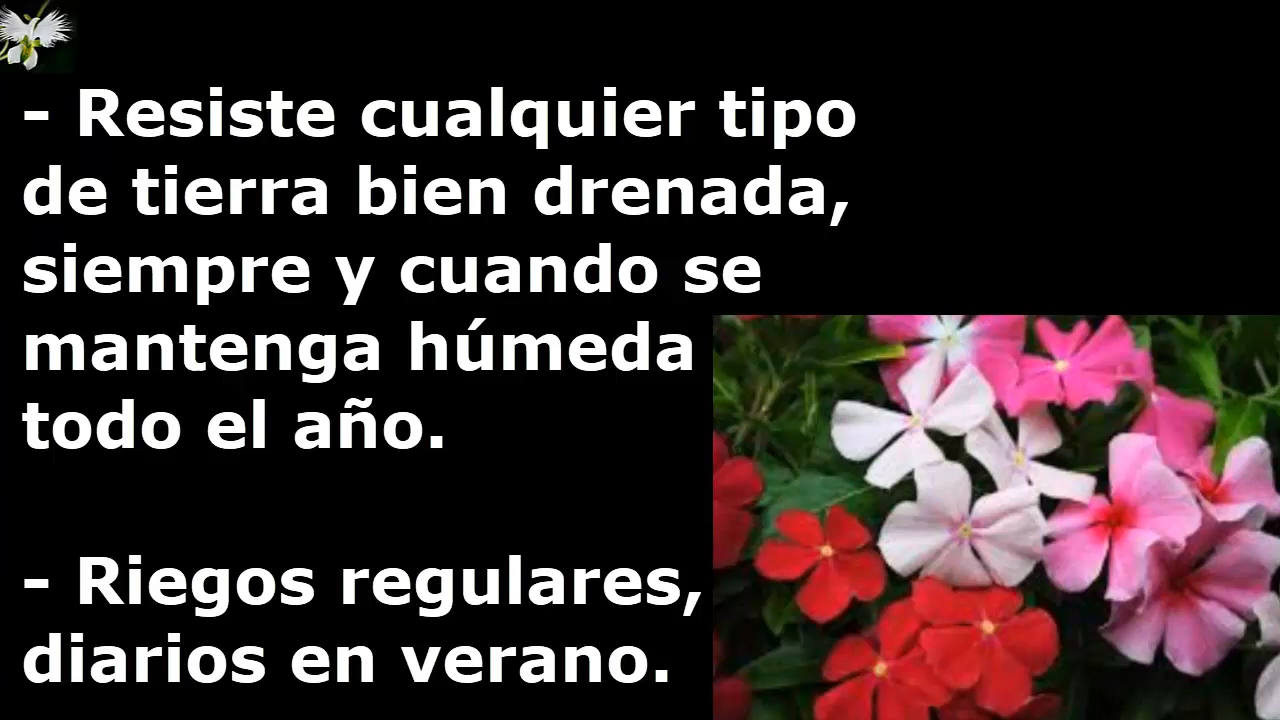 - Resiste cualquier tipo
de tierra bien drenada,
siempre y cuando se
mantenga húmeda
todo el año.
- Riegos regulares,
diarios en verano.